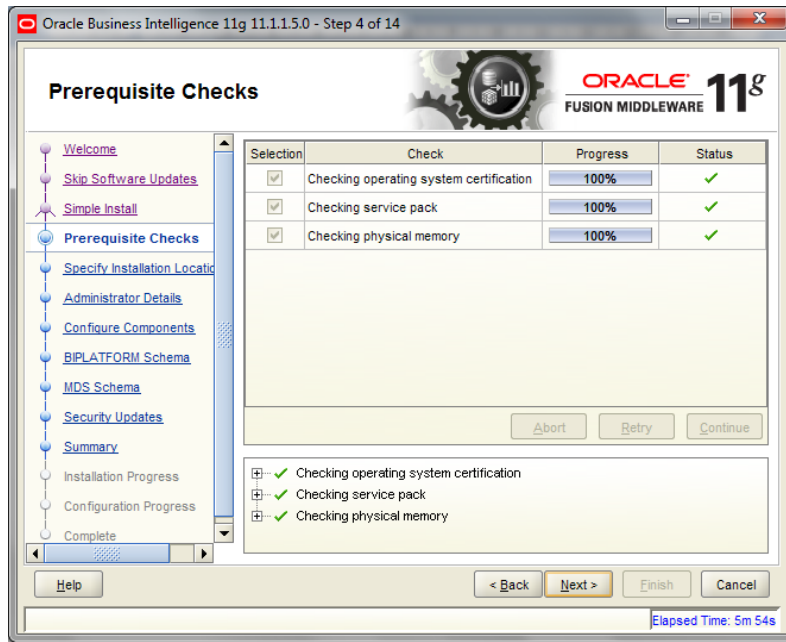 Oracle Business Intelligence 11g 11.1.1.5.0 - Step 4 of 14
Prerequisite Checks
ORACLE
FUSION MIDDLEWARE
11g
Welcome
Skip Software Updates
Simple Install
Prerequisite Checks
Specify Installation Locatio
Administrator Details
Configure Components
BIPLATFORM Schema
MDS Schema
Security Updates
Summary
Installation Progress
Configuration Progress
Complete
Selection Check Progress Status
Checking operating system certification 100%
Checking service pack 100%
Checking physical memory 100%
Abort Retry Continue
Checking operating system certification
Checking service pack
Checking physical memory
Help < Back Next > Finish Cancel
Elapsed Time: 5m 54s